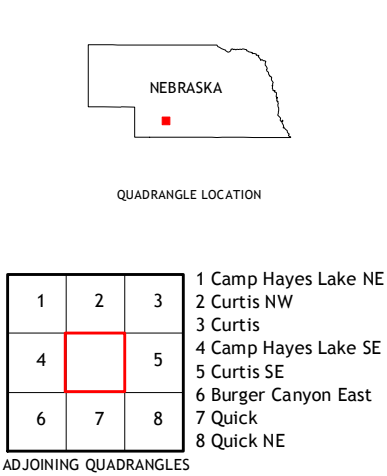 NEBRASKA
QUADRANGLE LOCATION
1 2 3
4 5
6 7 8
1 Camp Hayes Lake NE
2 Curtis NW
3 Curtis
4 Camp Hayes Lake SE
5 Curtis SE
6 Burger Canyon East
7 Quick
8 Quick NE
ADJOINING QUADRANGLES